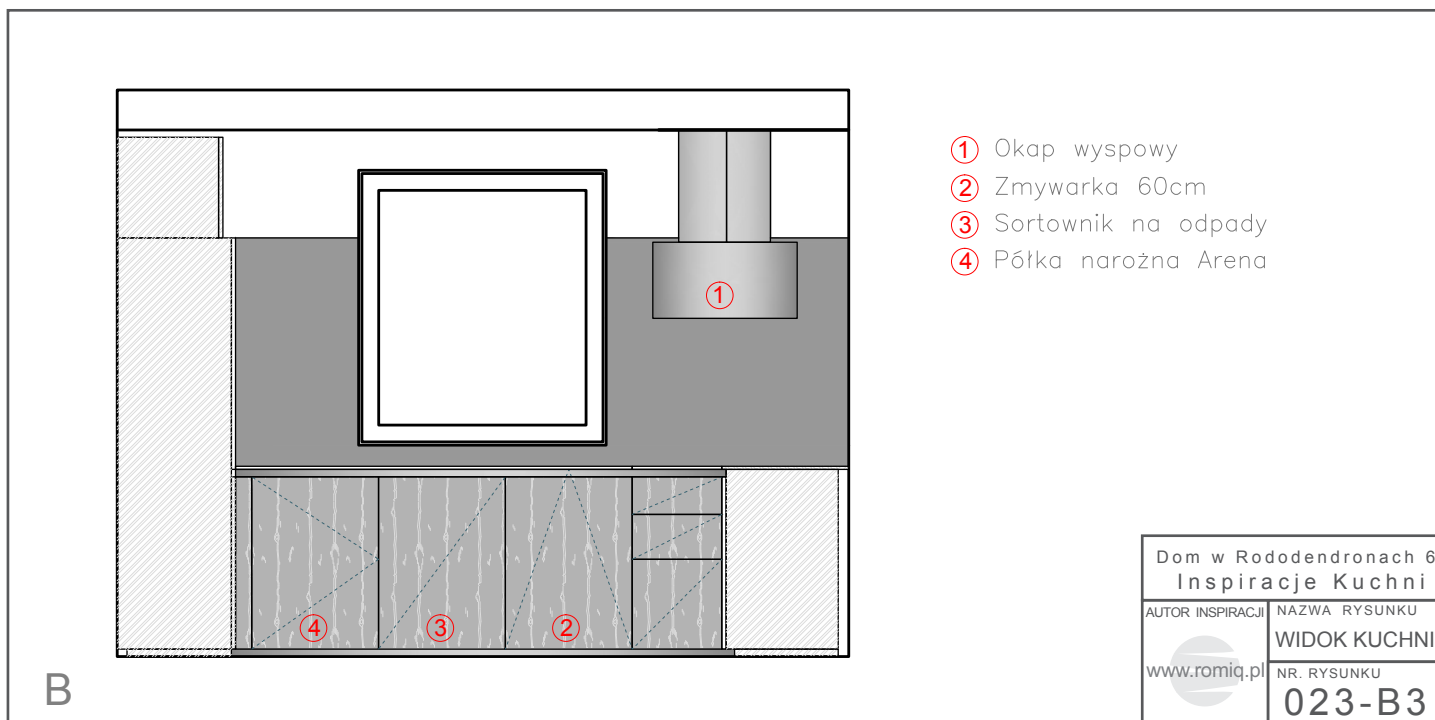 1 Okap wyspowy
2 Zmywarka 60cm
3 Sortownik na odpady
4 Półka narożna Arena
1
4
3
2
B
Dom w Rododendronach 6
Inspiracje Kuchni
AUTOR INSPIRACJI
www.romiq.pl
NAZWA RYSUNKU
WIDOK KUCHNI
NR. RYSUNKU
023-B3